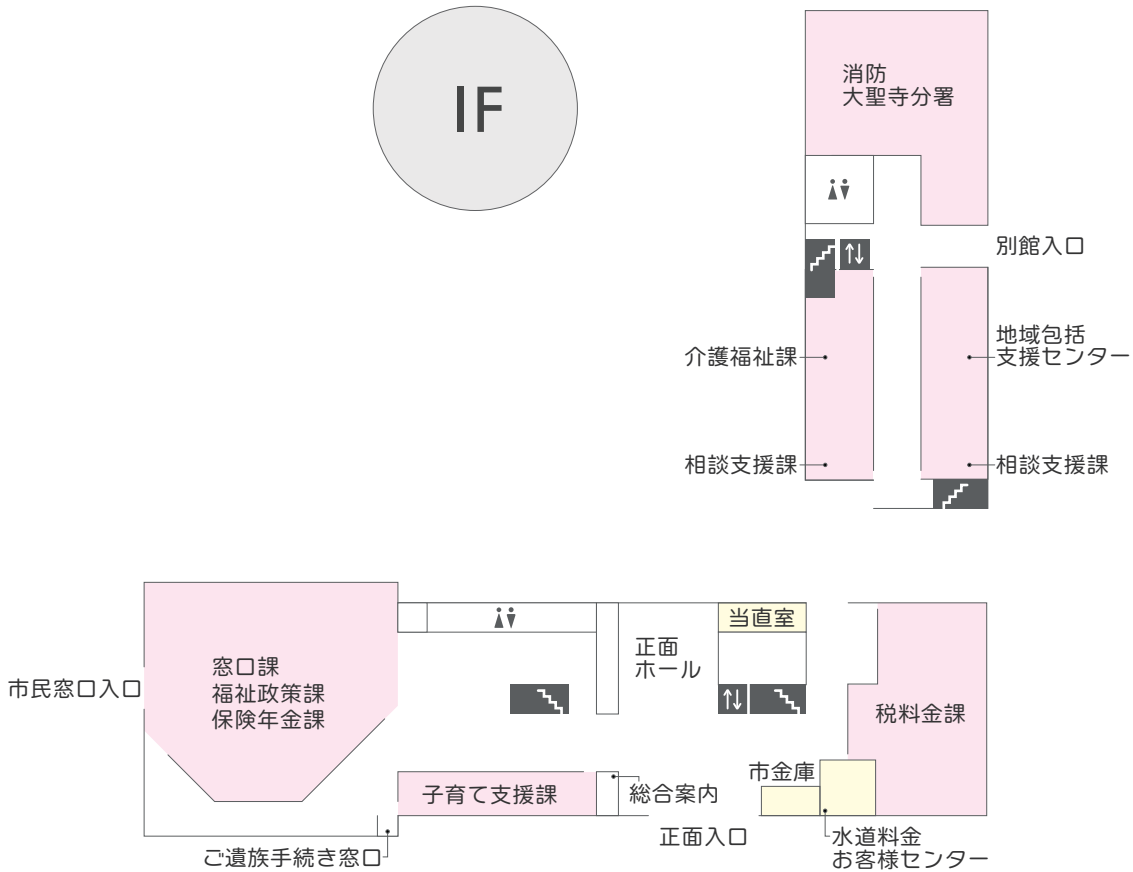 1F
消防
大聖寺分署
別館入口
介護福祉課
地域包括
支援センター
相談支援課
相談支援課
当直室
正面
ホール
市民窓口入口
窓口課
福祉政策課
保険年金課
税料金課
市金庫
子育て支援課
総合案内
正面入口
水道料金
お客様センター
ご遺族手続き窓口